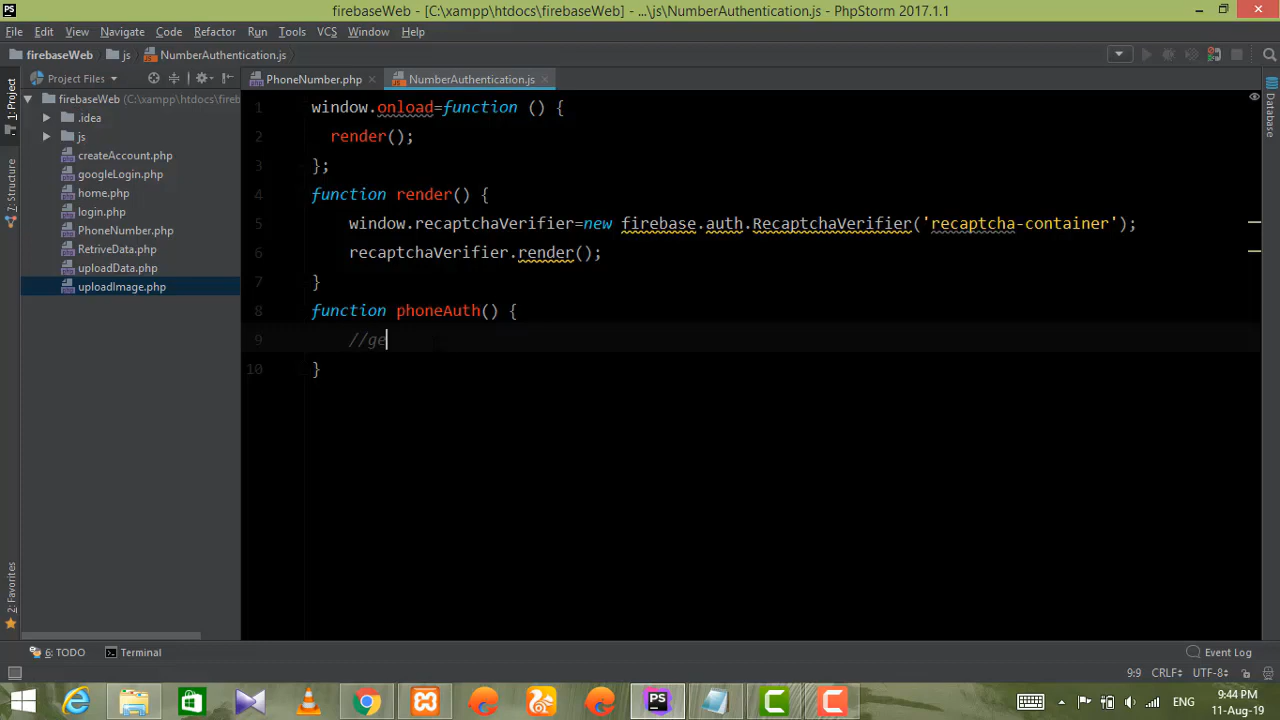 PS firebaseWeb - [C:\xampp\htdocs\firebaseWeb] - ...\js\NumberAuthentication.js - PhpStorm 2017.1.1
File Edit View Navigate Code Refactor Run Tools VCS Window Help
firebaseWeb js NumberAuthentication.js
Project Files PhoneNumber.php NumberAuthentication.js
1: Project
7: Structure
2: Favorites
firebaseWeb (C:\xampp\htdocs\fireb
.idea
js
createAccount.php
googleLogin.php
home.php
login.php
PhoneNumber.php
RetriveData.php
uploadData.php
uploadImage.php
1 window.onload=function () {
2 render();
3 };
4 function render() {
5 window.recaptchaVerifier=new firebase.auth.RecaptchaVerifier('recaptcha-container');
6 recaptchaVerifier.render();
7 }
8 function phoneAuth() {
9 //ge
10 }
Database
6: TODO Terminal Event Log
9:9 CRLF UTF-8
PS C C ENG
9:44 PM
11-Aug-19